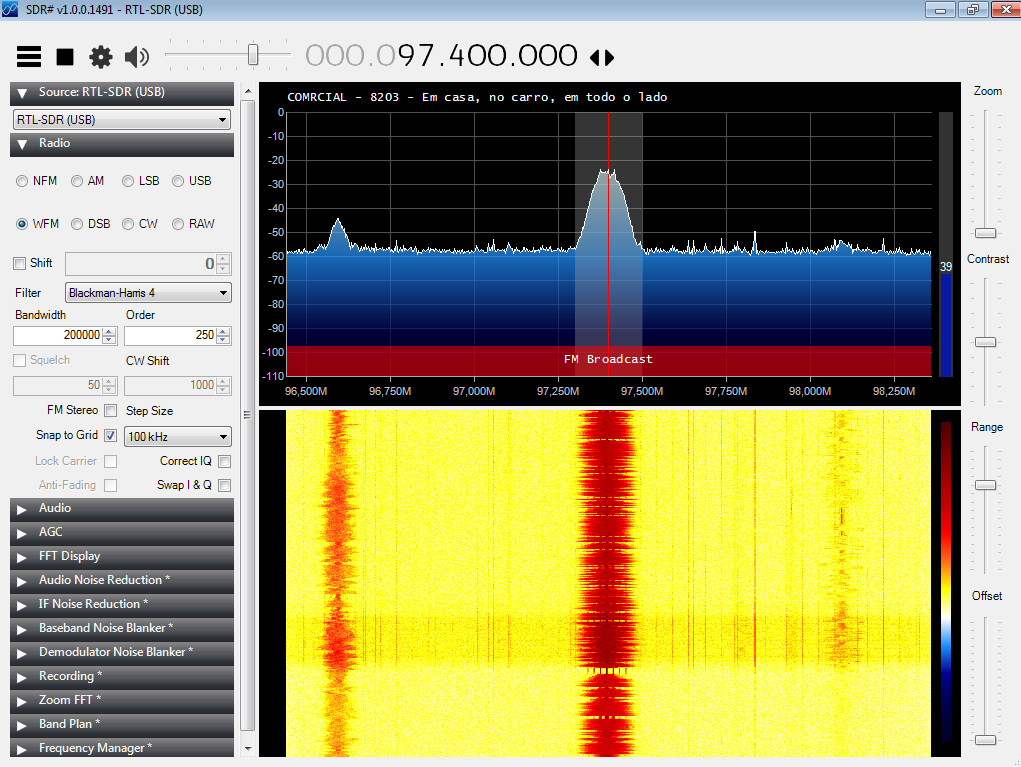 SDR# v1.0.0.1491 - RTL-SDR (USB)
000.097.400.000
Source: RTL-SDR (USB)
RTL-SDR (USB)
Radio
NFM AM LSB USB
WFM DSB CW RAW
Shift 0
Filter Blackman-Harris 4
Bandwidth Order
200000 250
Squelch CW Shift
50 1000
FM Stereo Step Size
Snap to Grid 100 kHz
Lock Carrier Correct IQ
Anti-Fading Swap I & Q
Audio
AGC
FFT Display
Audio Noise Reduction *
IF Noise Reduction *
Baseband Noise Blanker *
Demodulator Noise Blanker *
Recording *
Zoom FFT *
Band Plan *
Frequency Manager *
COMRCIAL - 8203 - Em casa, no carro, em todo o lado
0
-10
-20
-30
-40
-50
-60
-70
-80
-90
-100
-110
FM Broadcast
96,500M 96,750M 97,000M 97,250M 97,500M 97,750M 98,000M 98,250M
39
Zoom
Contrast
Range
Offset